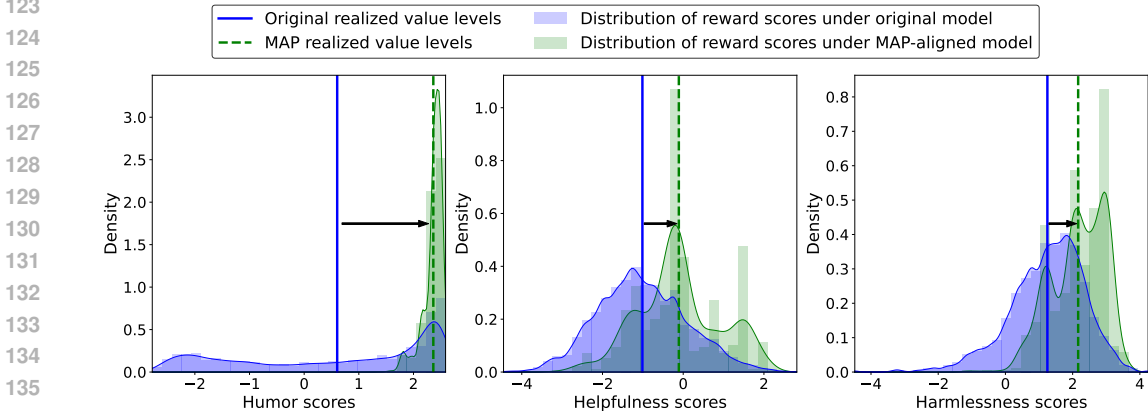 123
124
125
126
127
128
129
130
131
132
133
134
135
Original realized value levels
MAP realized value levels
Distribution of reward scores under original model
Distribution of reward scores under MAP-aligned model
Density
3.0
2.5
2.0
1.5
1.0
0.5
0.0
−2 −1 0 1 2
Humor scores
Density
1.0
0.8
0.6
0.4
0.2
0.0
−4 −2 0 2
Helpfulness scores
Density
0.8
0.7
0.6
0.5
0.4
0.3
0.2
0.1
0.0
−4 −2 0 2 4
Harmlessness scores